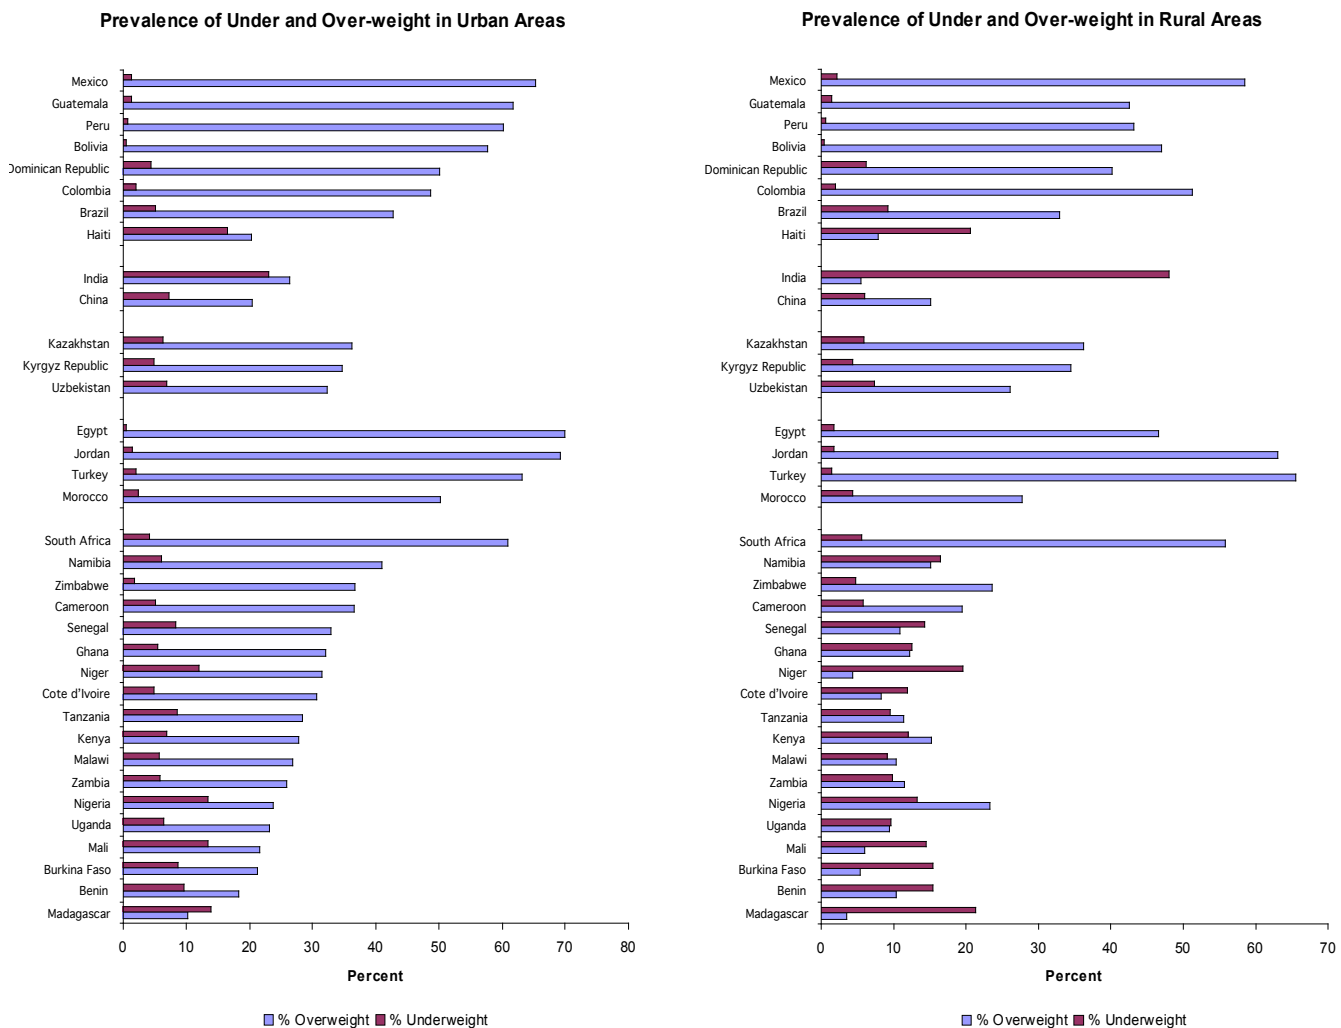 Prevalence of Under and Over-weight in Urban Areas
Mexico
Guatemala
Peru
Bolivia
Dominican Republic
Colombia
Brazil
Haiti
India
China
Kazakhstan
Kyrgyz Republic
Uzbekistan
Egypt
Jordan
Turkey
Morocco
South Africa
Namibia
Zimbabwe
Cameroon
Senegal
Ghana
Niger
Cote d'Ivoire
Tanzania
Kenya
Malawi
Zambia
Nigeria
Uganda
Mali
Burkina Faso
Benin
Madagascar
0 10 20 30 40 50 60 70 80
Percent
% Overweight % Underweight
Prevalence of Under and Over-weight in Rural Areas
Mexico
Guatemala
Peru
Bolivia
Dominican Republic
Colombia
Brazil
Haiti
India
China
Kazakhstan
Kyrgyz Republic
Uzbekistan
Egypt
Jordan
Turkey
Morocco
South Africa
Namibia
Zimbabwe
Cameroon
Senegal
Ghana
Niger
Cote d'Ivoire
Tanzania
Kenya
Malawi
Zambia
Nigeria
Uganda
Mali
Burkina Faso
Benin
Madagascar
0 10 20 30 40 50 60 70
Percent
% Overweight % Underweight